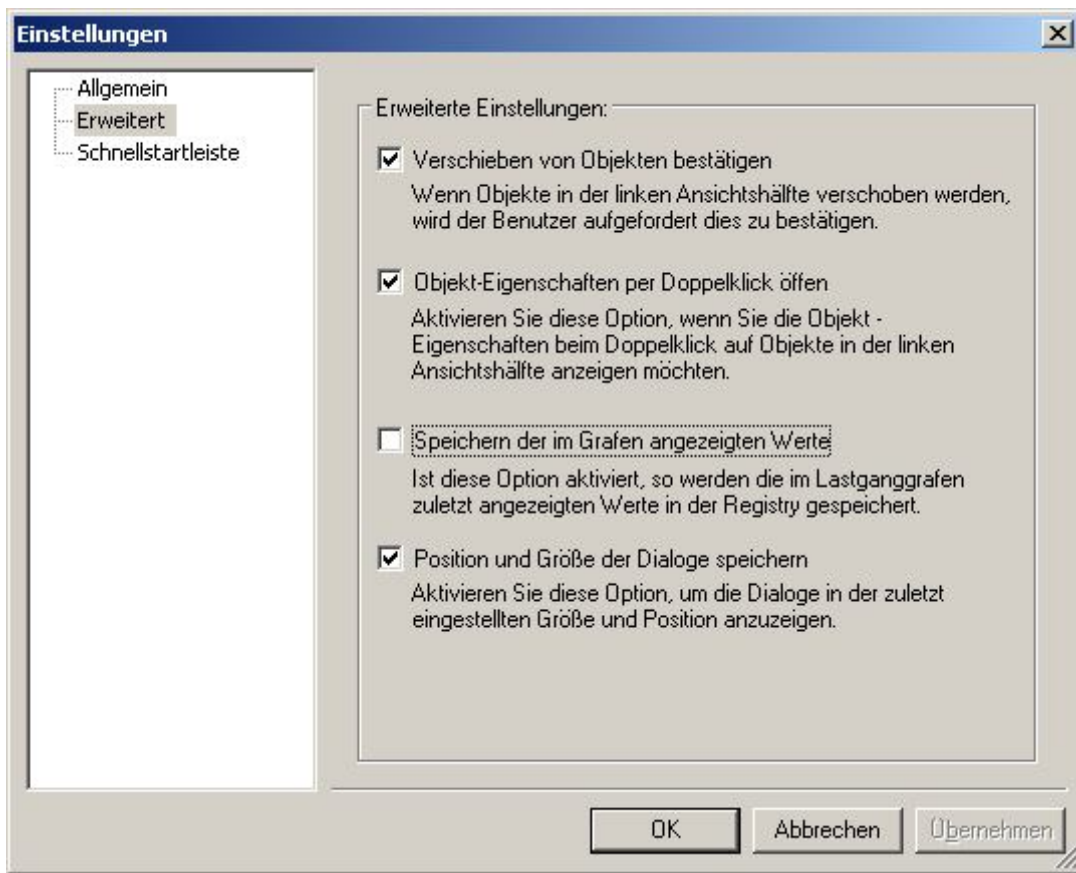 Einstellungen
Allgemein
Erweitert
Schnellstartleiste
Erweiterte Einstellungen:
Verschieben von Objekten bestätigen
Wenn Objekte in der linken Ansichtshälfte verschoben werden,
wird der Benutzer aufgefordert dies zu bestätigen.
Objekt-Eigenschaften per Doppelklick öffen
Aktivieren Sie diese Option, wenn Sie die Objekt -
Eigenschaften beim Doppelklick auf Objekte in der linken
Ansichtshälfte anzeigen möchten.
Speichern der im Grafen angezeigten Werte
Ist diese Option aktiviert, so werden die im Lastganggrafen
zuletzt angezeigten Werte in der Registry gespeichert.
Position und Größe der Dialoge speichern
Aktivieren Sie diese Option, um die Dialoge in der zuletzt
eingestellten Größe und Position anzuzeigen.
OK
Abbrechen
Übernehmen